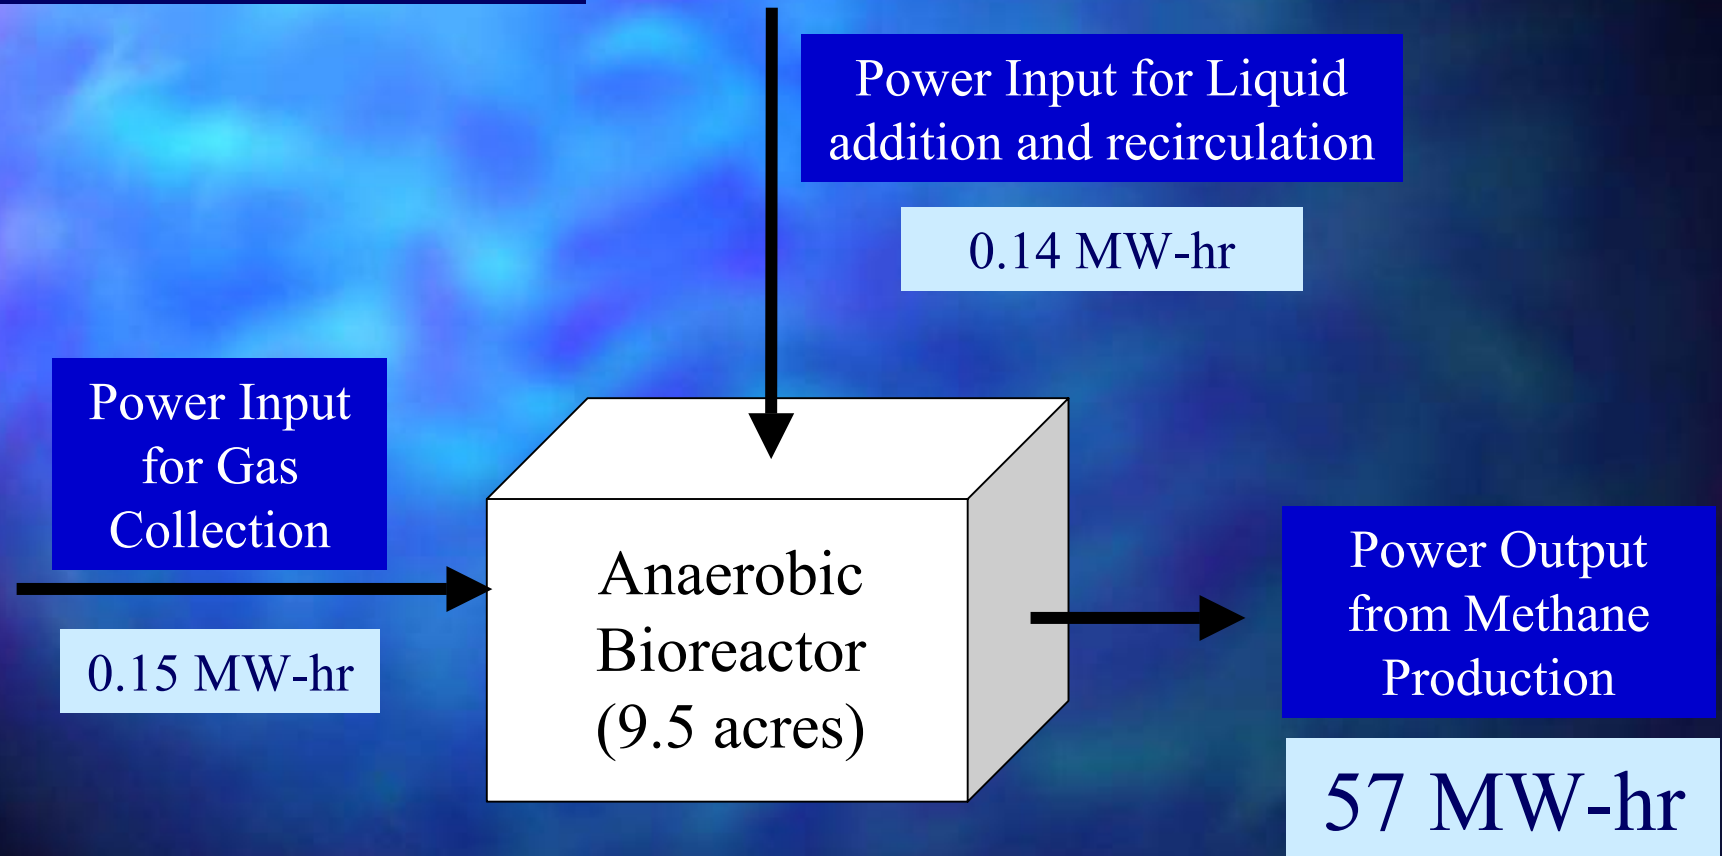 Power Input for Liquid
addition and recirculation
0.14 MW-hr
Power Input
for Gas
Collection
0.15 MW-hr
Anaerobic
Bioreactor
(9.5 acres)
Power Output
from Methane
Production
57 MW-hr